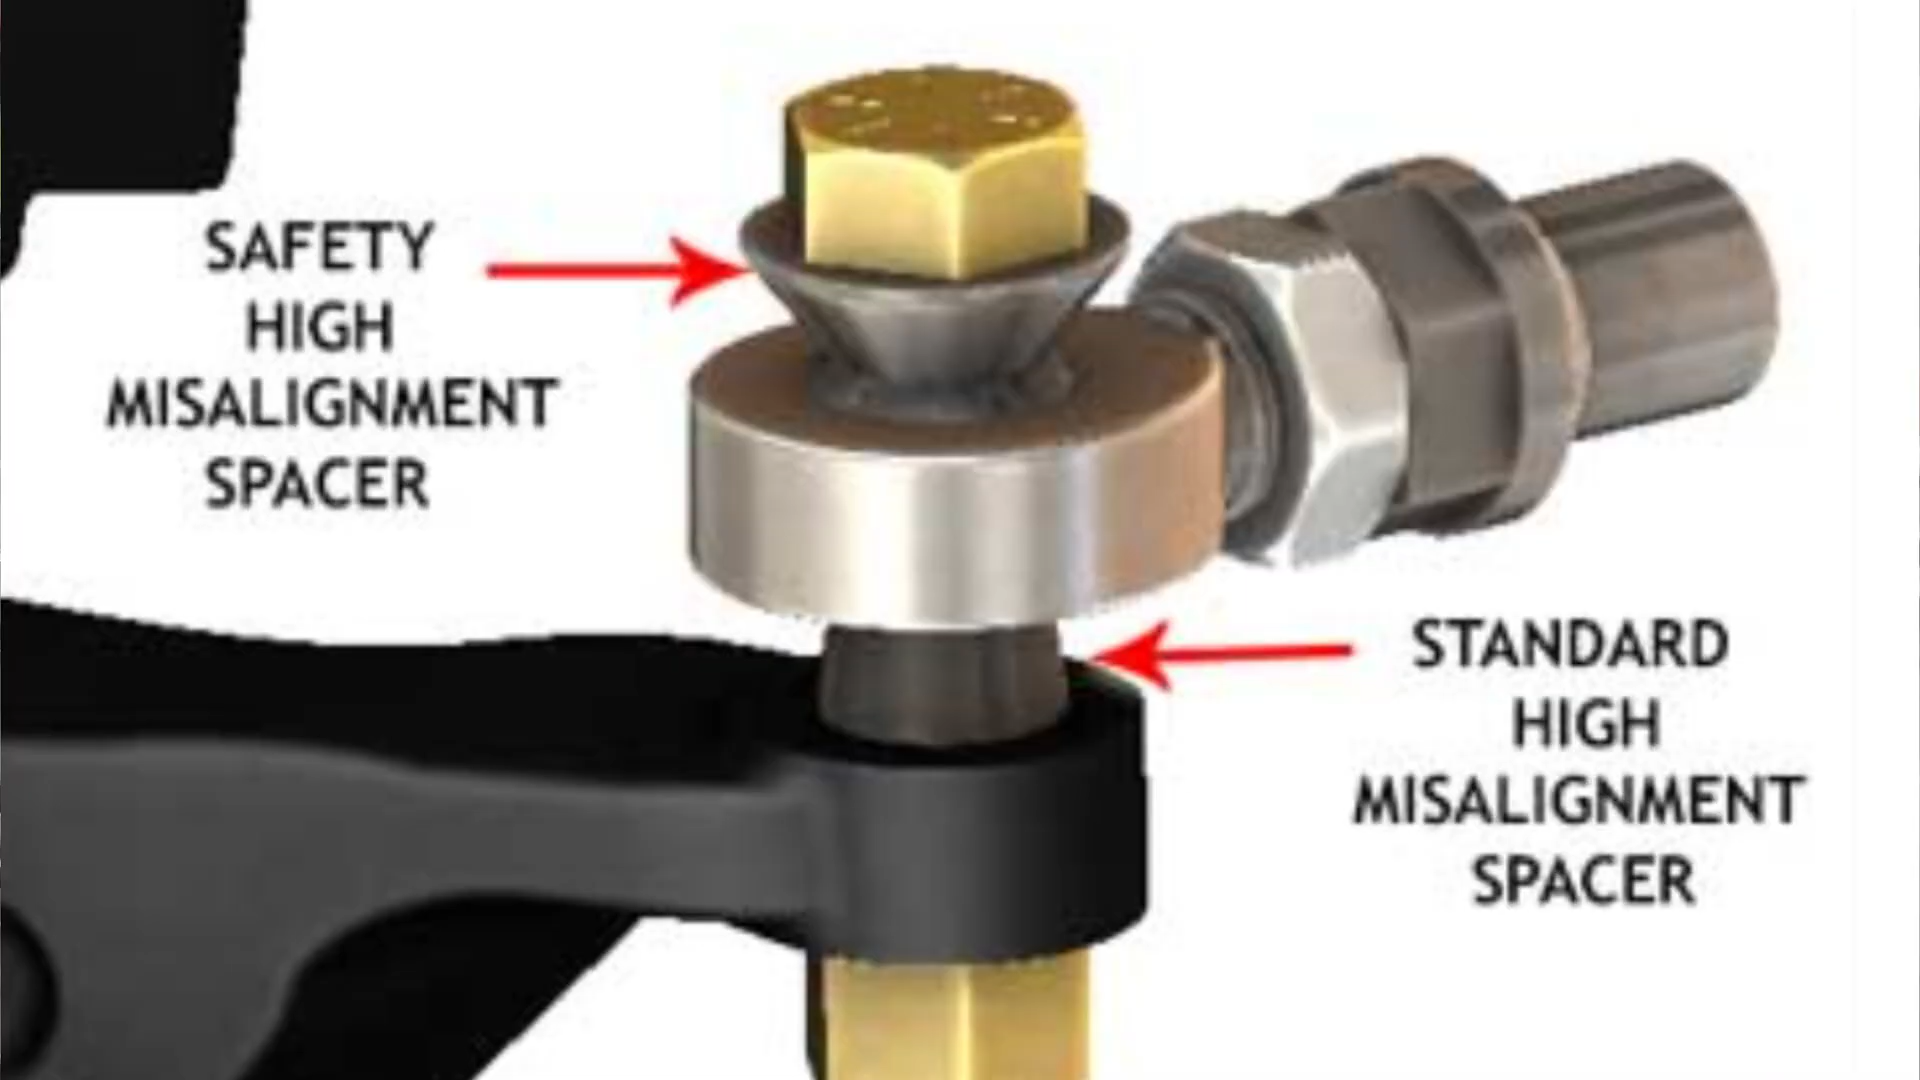 SAFETY
HIGH
MISALIGNMENT
SPACER
STANDARD
HIGH
MISALIGNMENT
SPACER